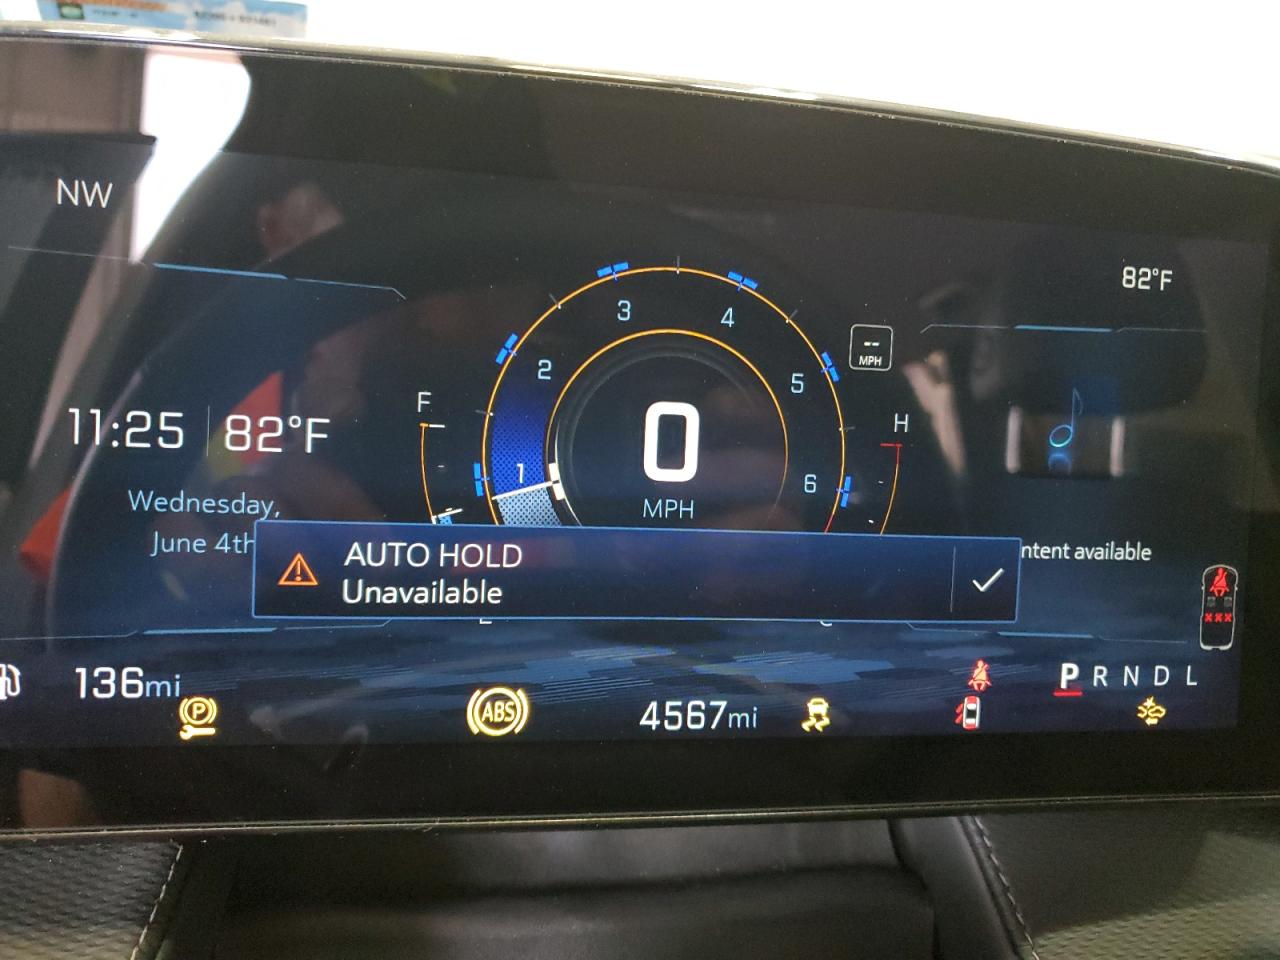 NW
82°F
3
4
2
5
--
MPH
F
H
11:25
82°F
0
1
6
MPH
Wednesday,
June 4th
AUTO HOLD
Unavailable
ntent available
136mi
P R N D L
P
ABS
4567mi